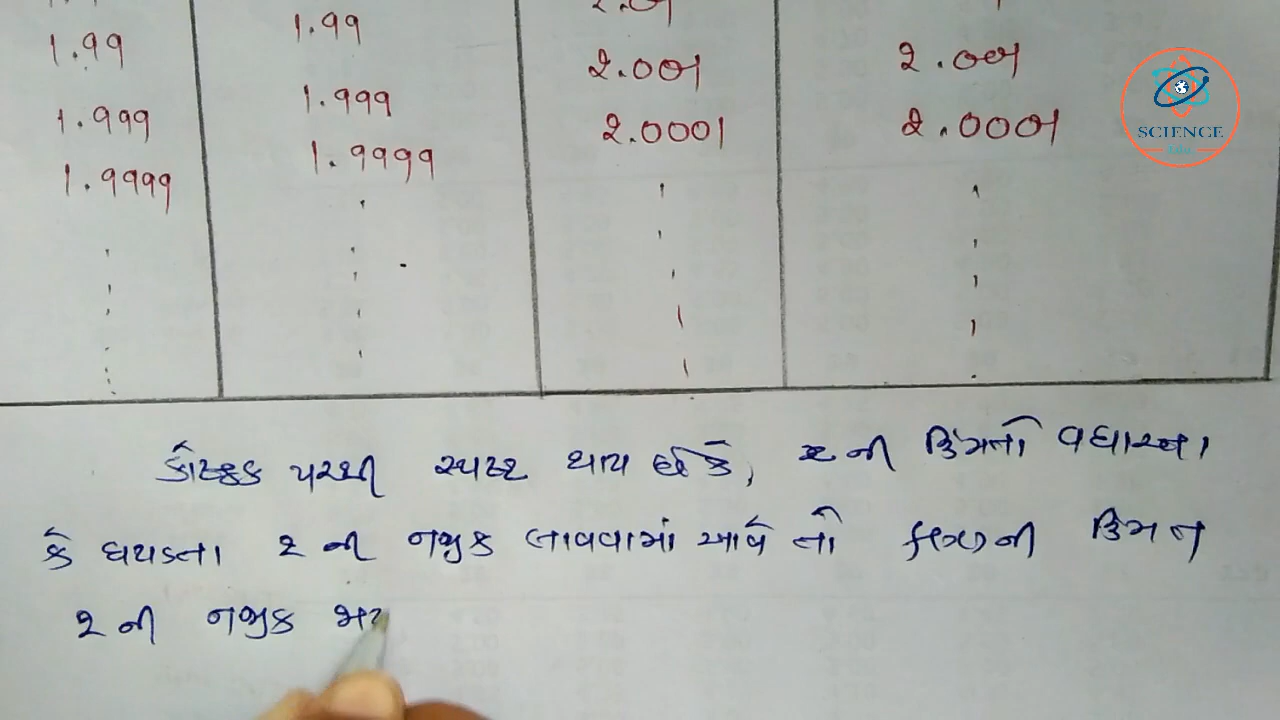 1.99 1.99 2.001 2.001
1.999 1.999 2.0001 2.0001
1.9999 1.9999
SCIENCE
કોષ્ટક પરથી સ્પષ્ટ થાય છે કે, x ની કિંમતો વધારતા
કે ઘટાડતા 2 ની નજીક લાવવામાં આવે તો f(x) ની કિંમત
2 ની નજીક